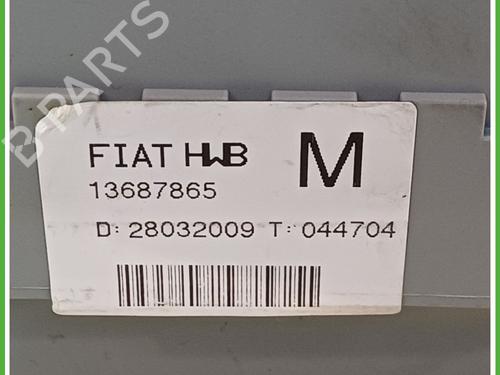 B-PARTS
FIAT HWB M
13687865
D: 28032009 T: 044704